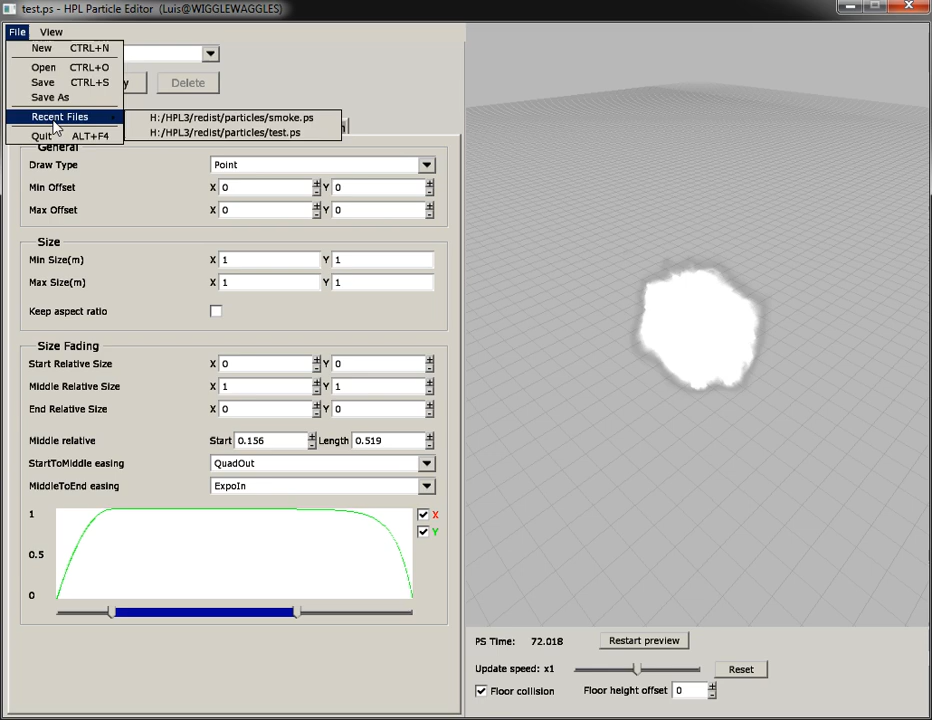 test.ps - HPL Particle Editor (Luis@WIGGLEWAGGLES)
File View
New CTRL+N
Open CTRL+O
Save CTRL+S
Save As
Recent Files
Quit ALT+F4
H:/HPL3/redist/particles/smoke.ps
H:/HPL3/redist/particles/test.ps
Delete
General
Draw Type Point
Min Offset X 0 Y 0
Max Offset X 0 Y 0
Size
Min Size(m) X 1 Y 1
Max Size(m) X 1 Y 1
Keep aspect ratio
Size Fading
Start Relative Size X 0 Y 0
Middle Relative Size X 1 Y 1
End Relative Size X 0 Y 0
Middle relative Start 0.156 Length 0.519
StartToMiddle easing QuadOut
MiddleToEnd easing ExpoIn
1
0.5
0
X
Y
PS Time: 72.018 Restart preview
Update speed: x1 Reset
Floor collision Floor height offset 0